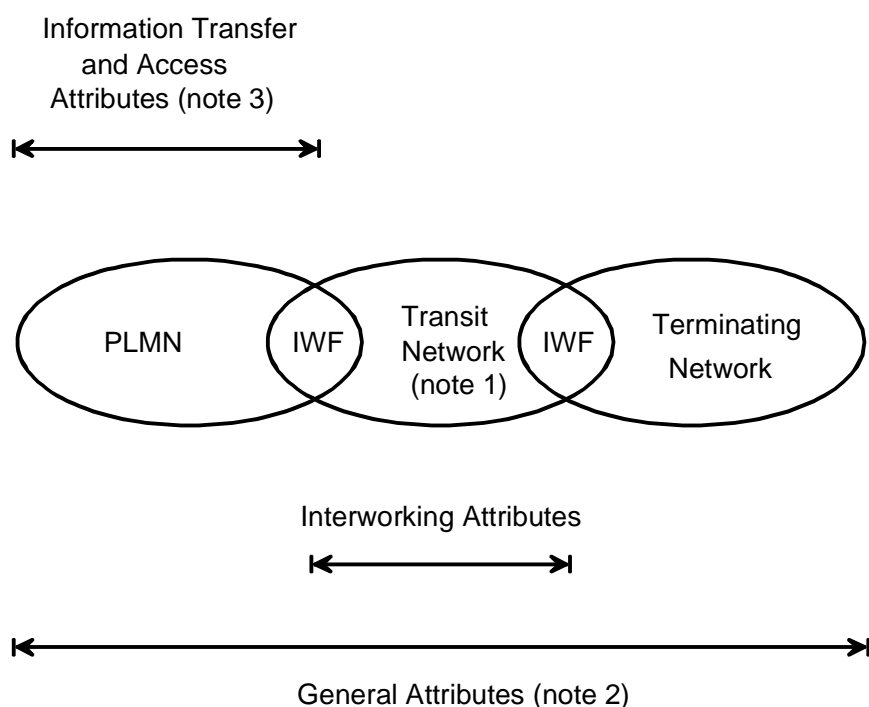 Information Transfer
and Access
Attributes (note 3)
PLMN
IWF
Transit
Network
(note 1)
IWF
Terminating
Network
Interworking Attributes
General Attributes (note 2)